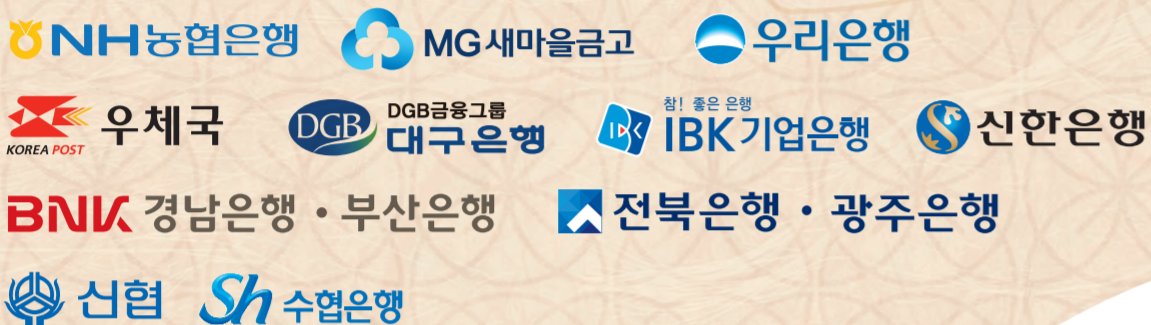 NH농협은행 MG새마을금고 우리은행
KOREA POST 우체국 DGB DGB금융그룹 대구은행 참! 좋은 은행 IBK IBK기업은행 신한은행
BNK 경남은행 · 부산은행 전북은행 · 광주은행
신협 Sh 수협은행